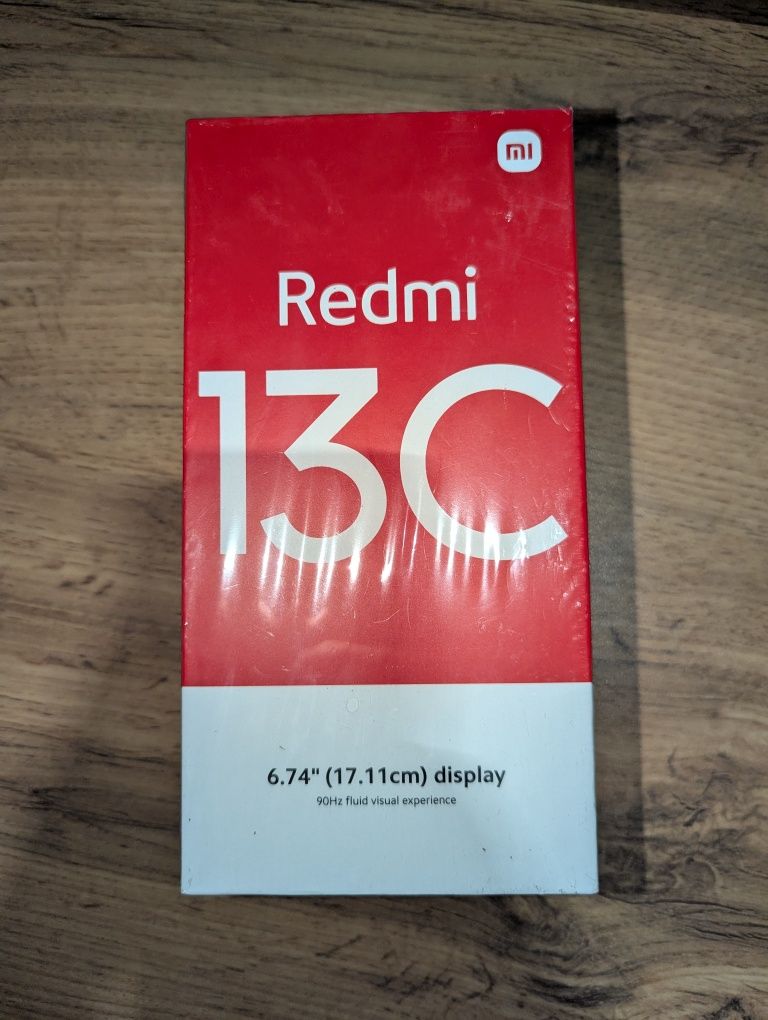 mi
Redmi
13C
6.74" (17.11cm) display
90Hz fluid visual experience